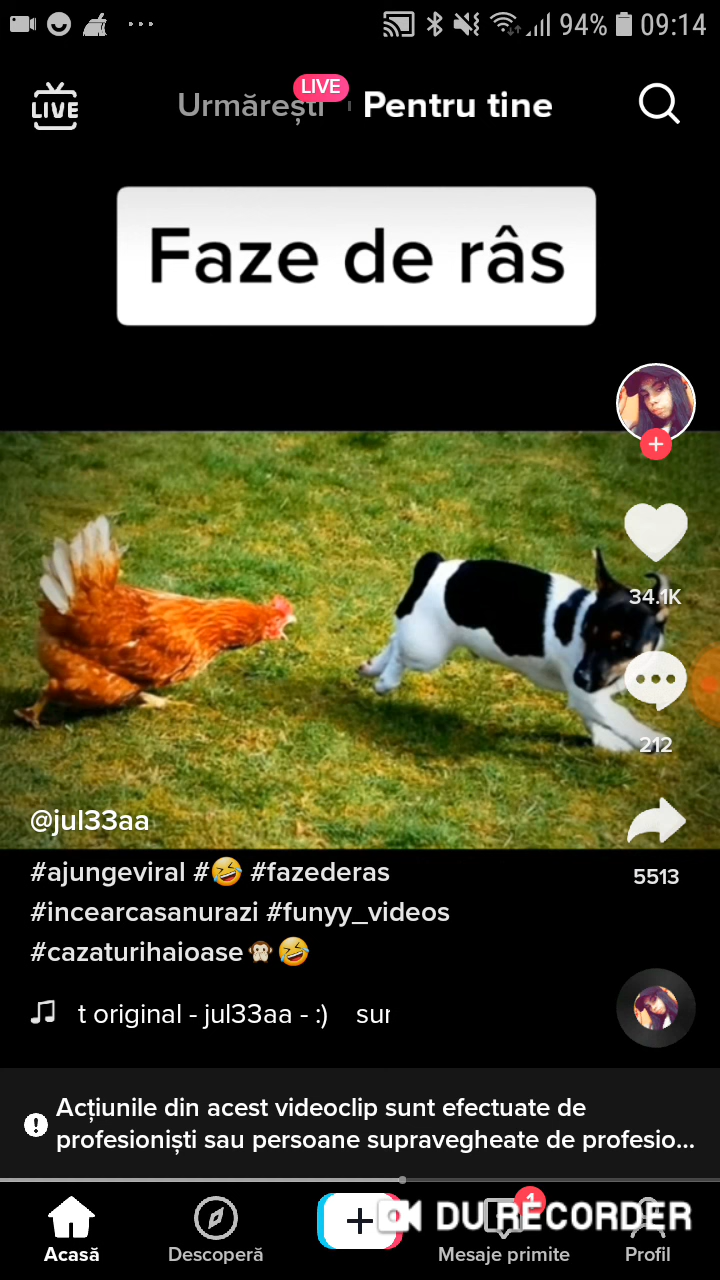 94% 09:14
LIVE
Urmărești
LIVE
Pentru tine
Faze de râs
34.1K
212
@jul33aa
5513
#ajungeviral #🤣 #fazederas
#incearcasanurazi #funyy_videos
#cazaturihaioase🙊🤣
t original - jul33aa - :) sur
Acțiunile din acest videoclip sunt efectuate de
profesioniști sau persoane supravegheate de profesio...
1
DU RECORDER
Acasă
Descoperă
Mesaje primite
Profil